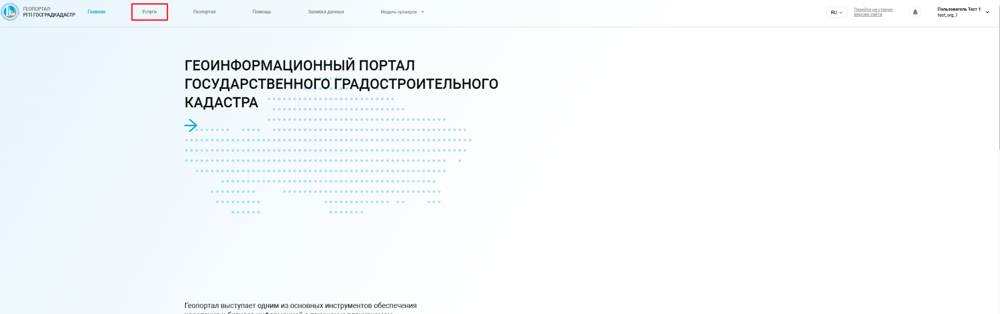 ГЕОПОРТАЛ
РГП ГОСГРАДКАДАСТР
Главная
Услуги
Геопортал
Помощь
Заливка данных
Модуль проверок
RU
Перейти на старую
версию сайта
Пользователь Тест 1
test_org_1
ГЕОИНФОРМАЦИОННЫЙ ПОРТАЛ
ГОСУДАРСТВЕННОГО ГРАДОСТРОИТЕЛЬНОГО
КАДАСТРА
Геопортал выступает одним из основных инструментов обеспечения